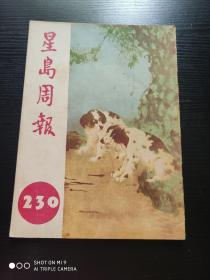 星島周報
230
SHOT ON MI 9
AI TRIPLE CAMERA